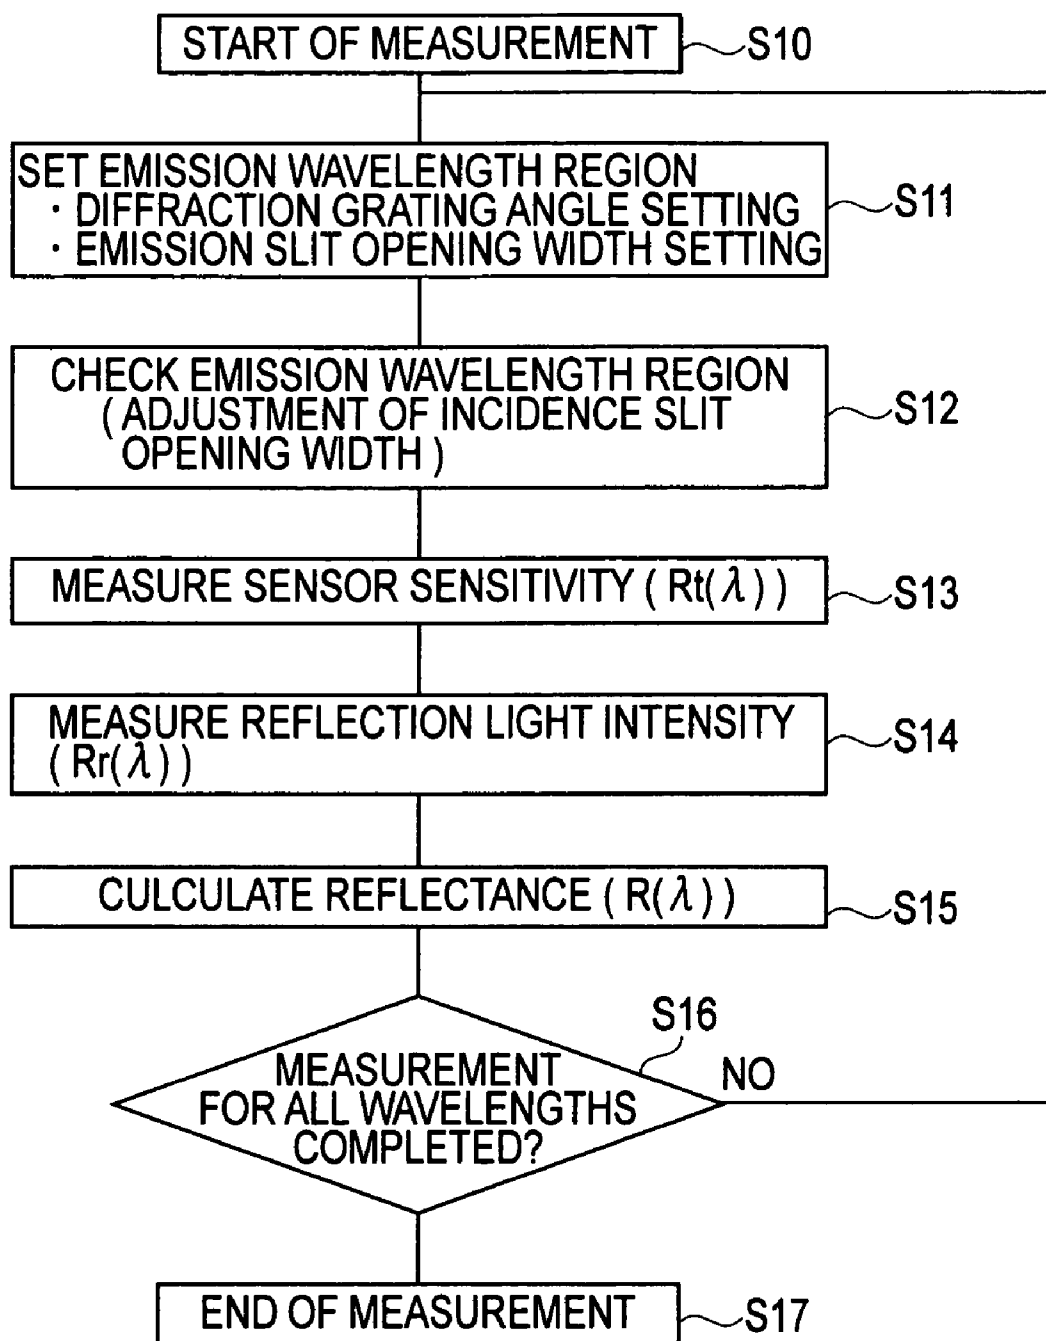 START OF MEASUREMENT
S10
SET EMISSION WAVELENGTH REGION
· DIFFRACTION GRATING ANGLE SETTING
· EMISSION SLIT OPENING WIDTH SETTING
S11
CHECK EMISSION WAVELENGTH REGION
( ADJUSTMENT OF INCIDENCE SLIT
OPENING WIDTH )
S12
MEASURE SENSOR SENSITIVITY ( Rt(λ) )
S13
MEASURE REFLECTION LIGHT INTENSITY
( Rr(λ) )
S14
CULCULATE REFLECTANCE ( R(λ) )
S15
S16
MEASUREMENT
FOR ALL WAVELENGTHS
COMPLETED?
NO
END OF MEASUREMENT
S17